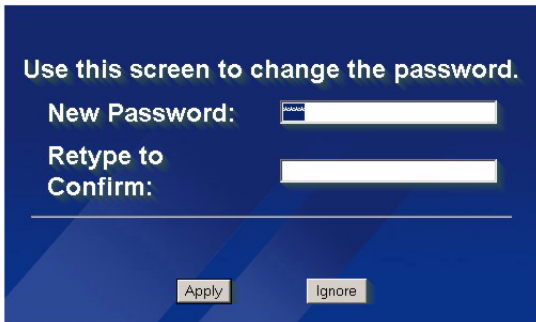 Use this screen to change the password.
New Password: ****
Retype to
Confirm:
Apply Ignore